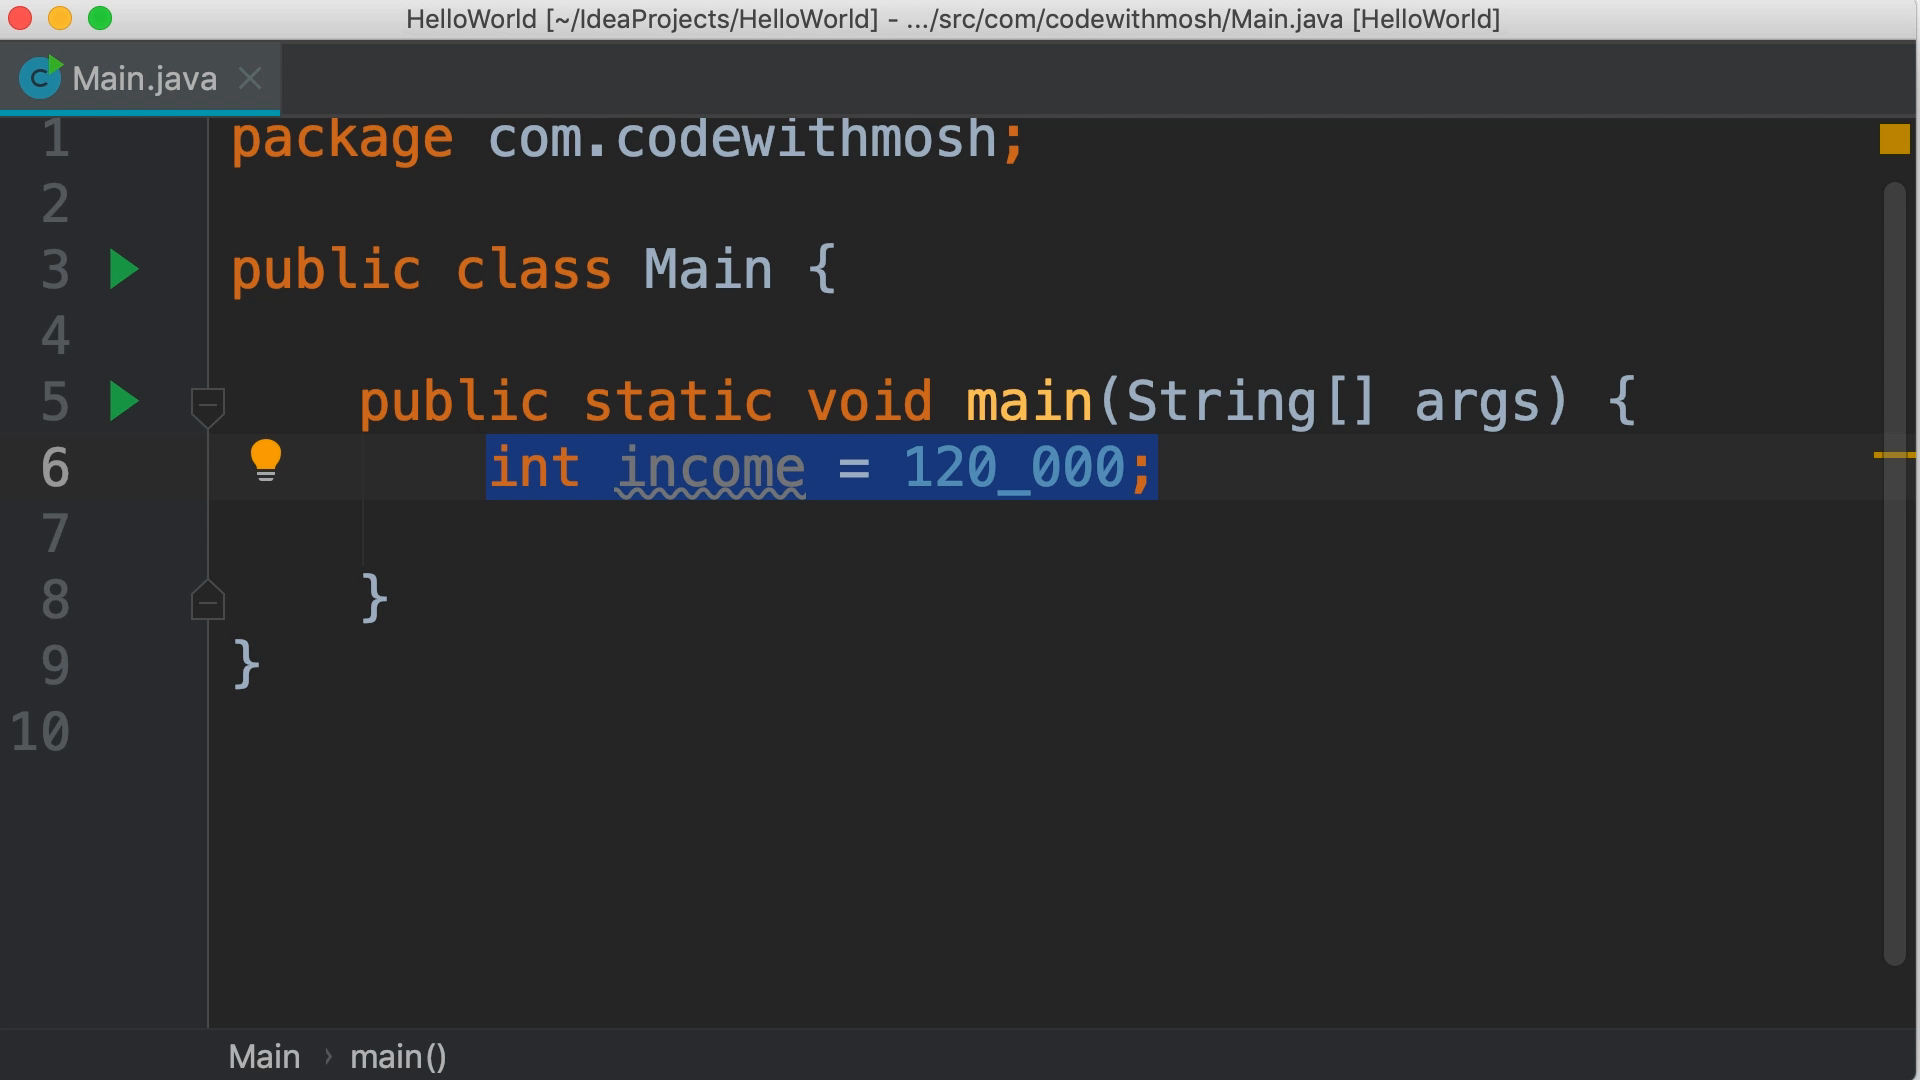 HelloWorld [~/IdeaProjects/HelloWorld] - .../src/com/codewithmosh/Main.java [HelloWorld]
C Main.java
1 package com.codewithmosh;
2
3 public class Main {
4
5 public static void main(String[] args) {
6 int income = 120_000;
7
8 }
9 }
10
Main › main()